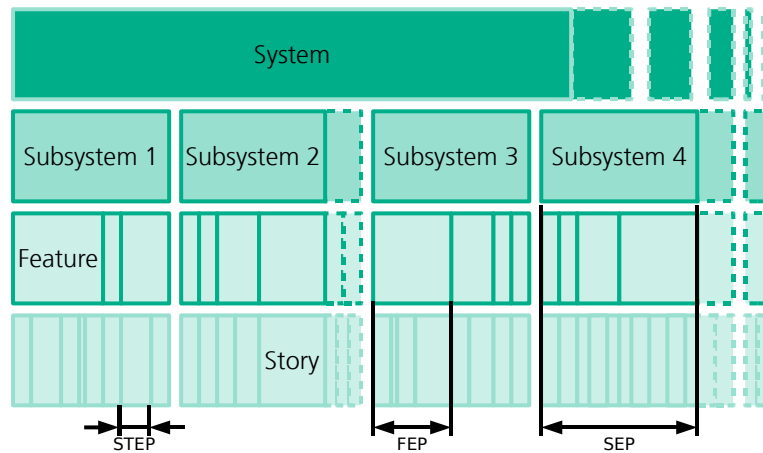 System
Subsystem 1
Subsystem 2
Subsystem 3
Subsystem 4
Feature
Story
STEP
FEP
SEP